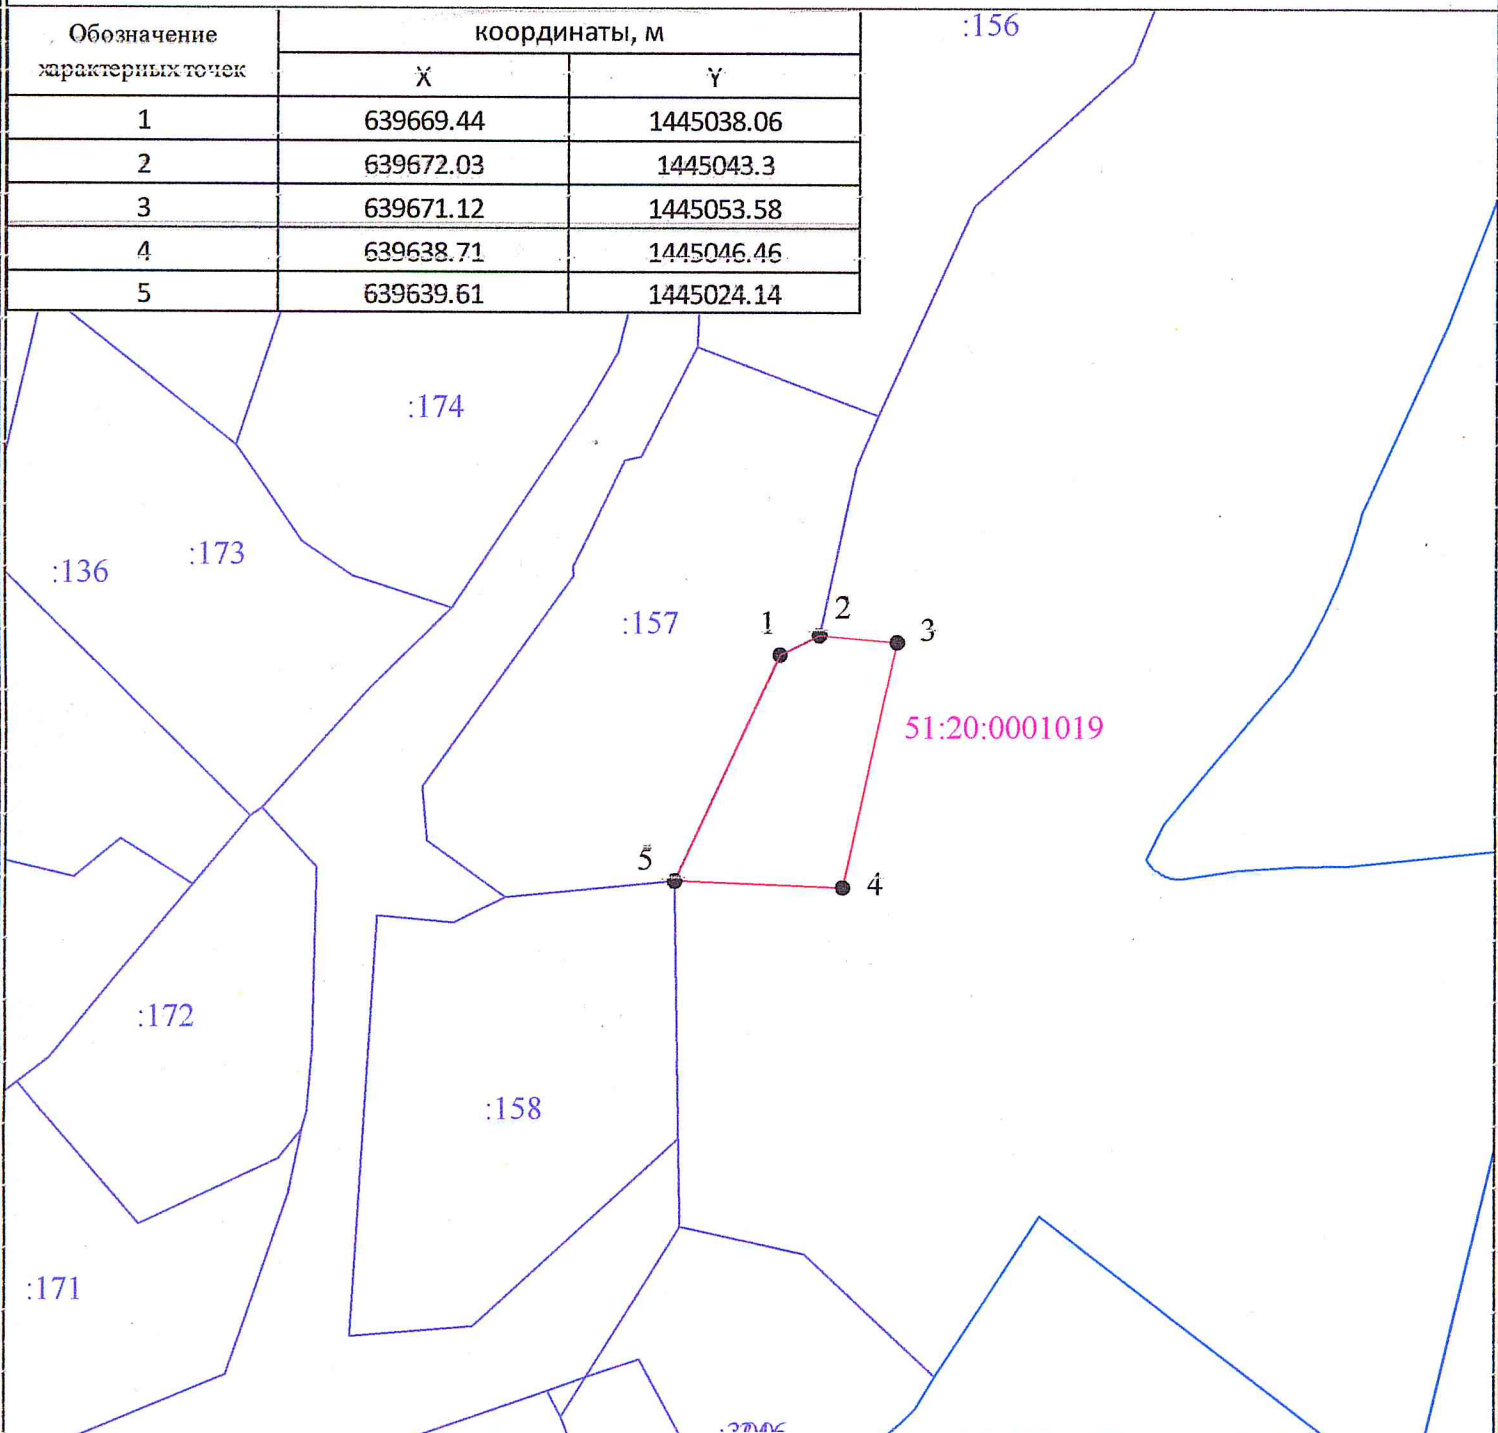 Обозначение характерных точек | координаты, м
X | Y
1 | 639669.44 | 1445038.06
2 | 639672.03 | 1445043.3
3 | 639671.12 | 1445053.58
4 | 639638.71 | 1445046.46
5 | 639639.61 | 1445024.14
:156
:174
:136
:173
:157
1
2
3
51:20:0001019
5
4
:172
:158
:171